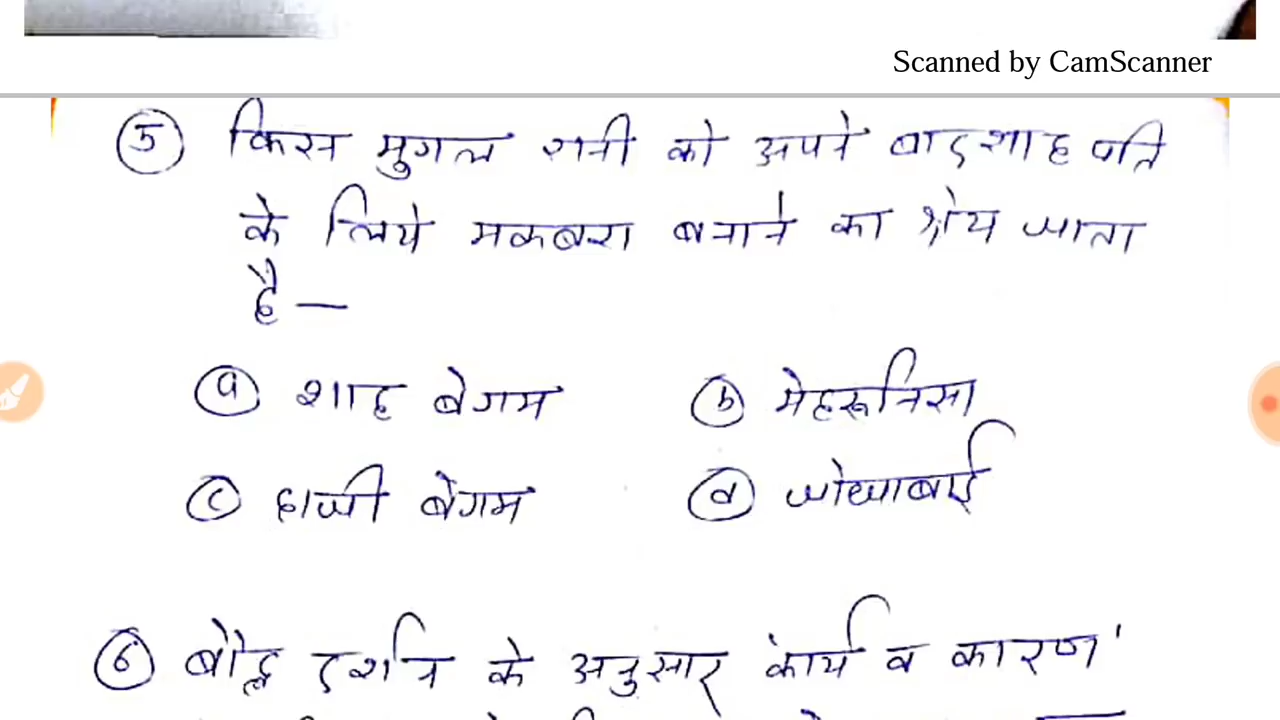 Scanned by CamScanner
5 किस मुगल रानी को अपने बादशाह पति
के लिये मकबरा बनाने का श्रेय जाता
है —
a शाह बेगम b मेहरूनिसा
c हाजी बेगम d जोधाबाई
6 बौद्ध दर्शन के अनुसार कार्य व कारण